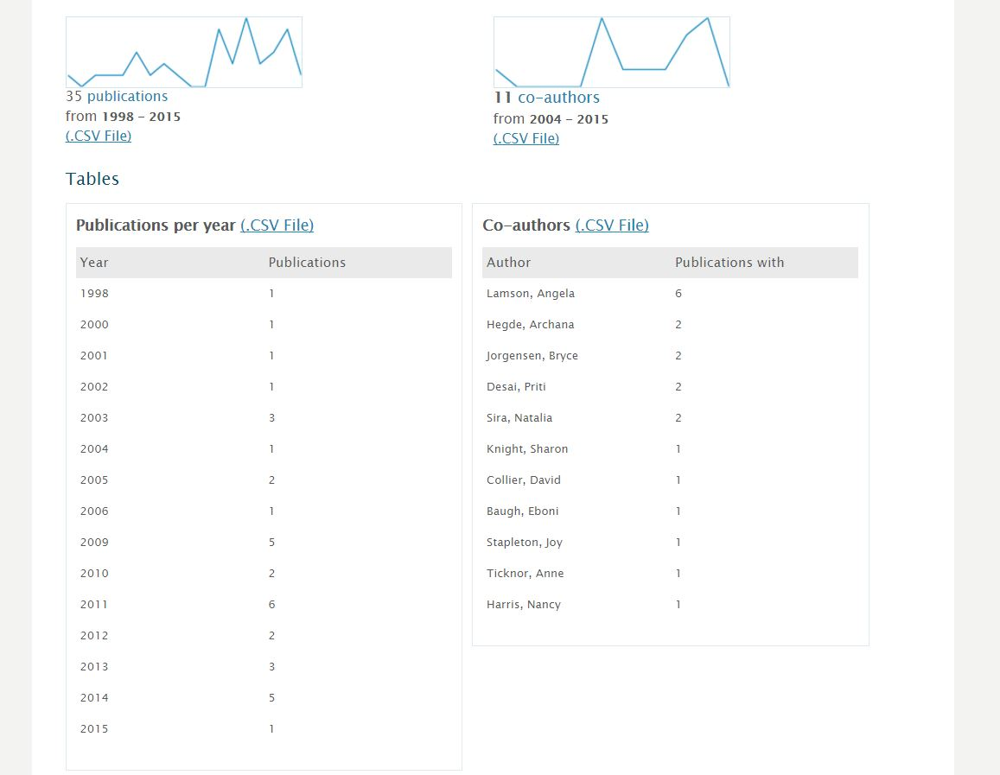 35 publications
from 1998 – 2015
(.CSV File)
11 co-authors
from 2004 – 2015
(.CSV File)
Tables
Publications per year (.CSV File)
Year Publications
1998 1
2000 1
2001 1
2002 1
2003 3
2004 1
2005 2
2006 1
2009 5
2010 2
2011 6
2012 2
2013 3
2014 5
2015 1
Co-authors (.CSV File)
Author Publications with
Lamson, Angela 6
Hegde, Archana 2
Jorgensen, Bryce 2
Desai, Priti 2
Sira, Natalia 2
Knight, Sharon 1
Collier, David 1
Baugh, Eboni 1
Stapleton, Joy 1
Ticknor, Anne 1
Harris, Nancy 1